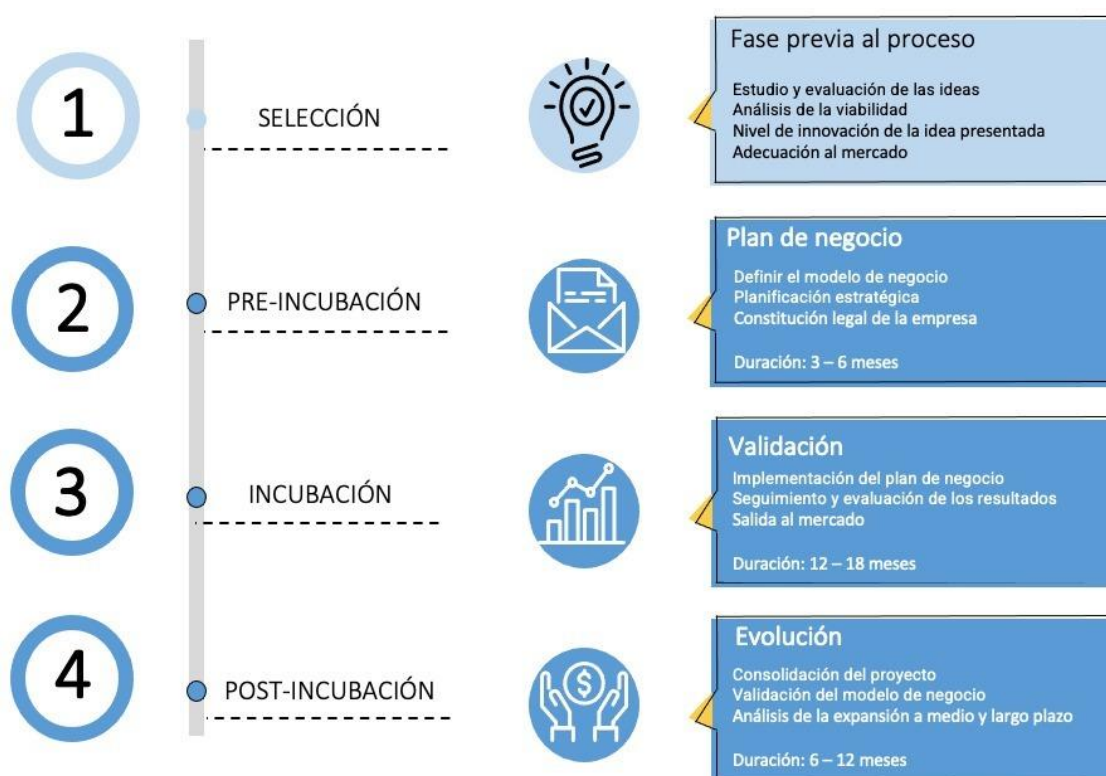 1
SELECCIÓN
Fase previa al proceso
Estudio y evaluación de las ideas
Análisis de la viabilidad
Nivel de innovación de la idea presentada
Adecuación al mercado
2
PRE-INCUBACIÓN
Plan de negocio
Definir el modelo de negocio
Planificación estratégica
Constitución legal de la empresa
Duración: 3 – 6 meses
3
INCUBACIÓN
Validación
Implementación del plan de negocio
Seguimiento y evaluación de los resultados
Salida al mercado
Duración: 12 – 18 meses
4
POST-INCUBACIÓN
$
Evolución
Consolidación del proyecto
Validación del modelo de negocio
Análisis de la expansión a medio y largo plazo
Duración: 6 – 12 meses